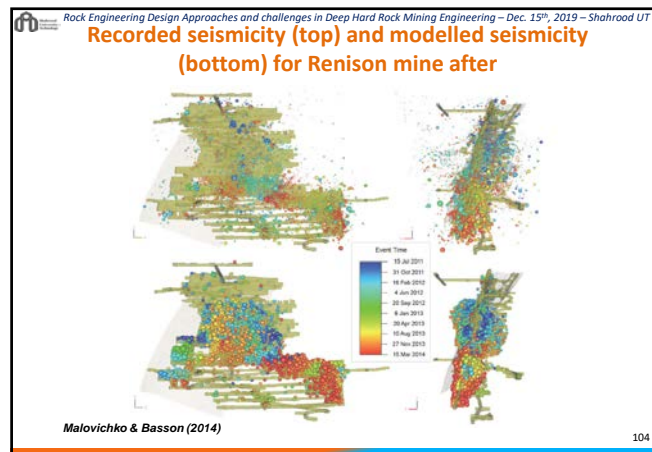 Rock Engineering Design Approaches and challenges in Deep Hard Rock Mining Engineering – Dec. 15th, 2019 – Shahrood UT
Recorded seismicity (top) and modelled seismicity
(bottom) for Renison mine after
Event Time
15 Jul 2011
31 Oct 2011
16 Feb 2012
4 Jun 2012
20 Sep 2012
6 Jan 2013
20 Apr 2013
10 Aug 2013
27 Nov 2013
15 Mar 2014
Malovichko & Basson (2014)
104